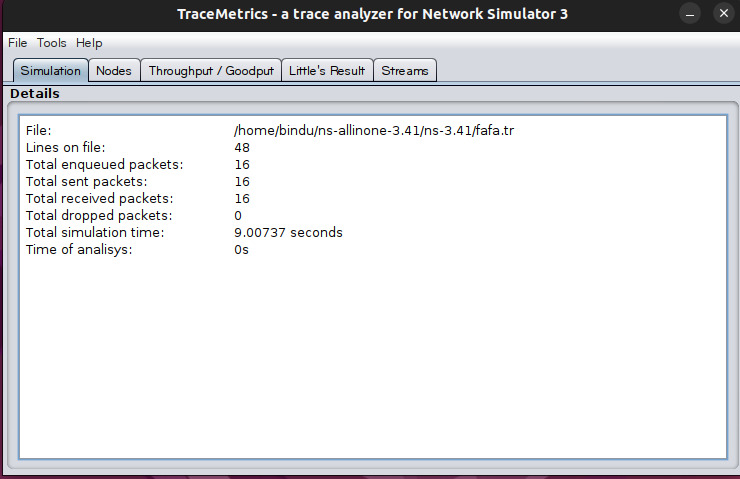 TraceMetrics - a trace analyzer for Network Simulator 3
File Tools Help
Simulation Nodes Throughput / Goodput Little's Result Streams
Details
File: /home/bindu/ns-allinone-3.41/ns-3.41/fafa.tr
Lines on file: 48
Total enqueued packets: 16
Total sent packets: 16
Total received packets: 16
Total dropped packets: 0
Total simulation time: 9.00737 seconds
Time of analisys: 0s